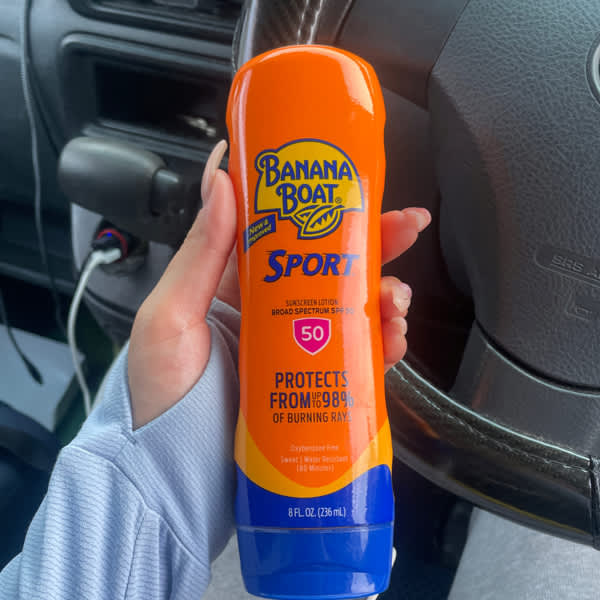 BANANA
BOAT®
New &
Improved
SPORT
SUNSCREEN LOTION
BROAD SPECTRUM SPF 50
50
PROTECTS
FROM UP TO 98%
OF BURNING RAYS
Oxybenzone Free
Sweat | Water Resistant
(80 Minutes)
8 FL. OZ. (236 mL)
SRS